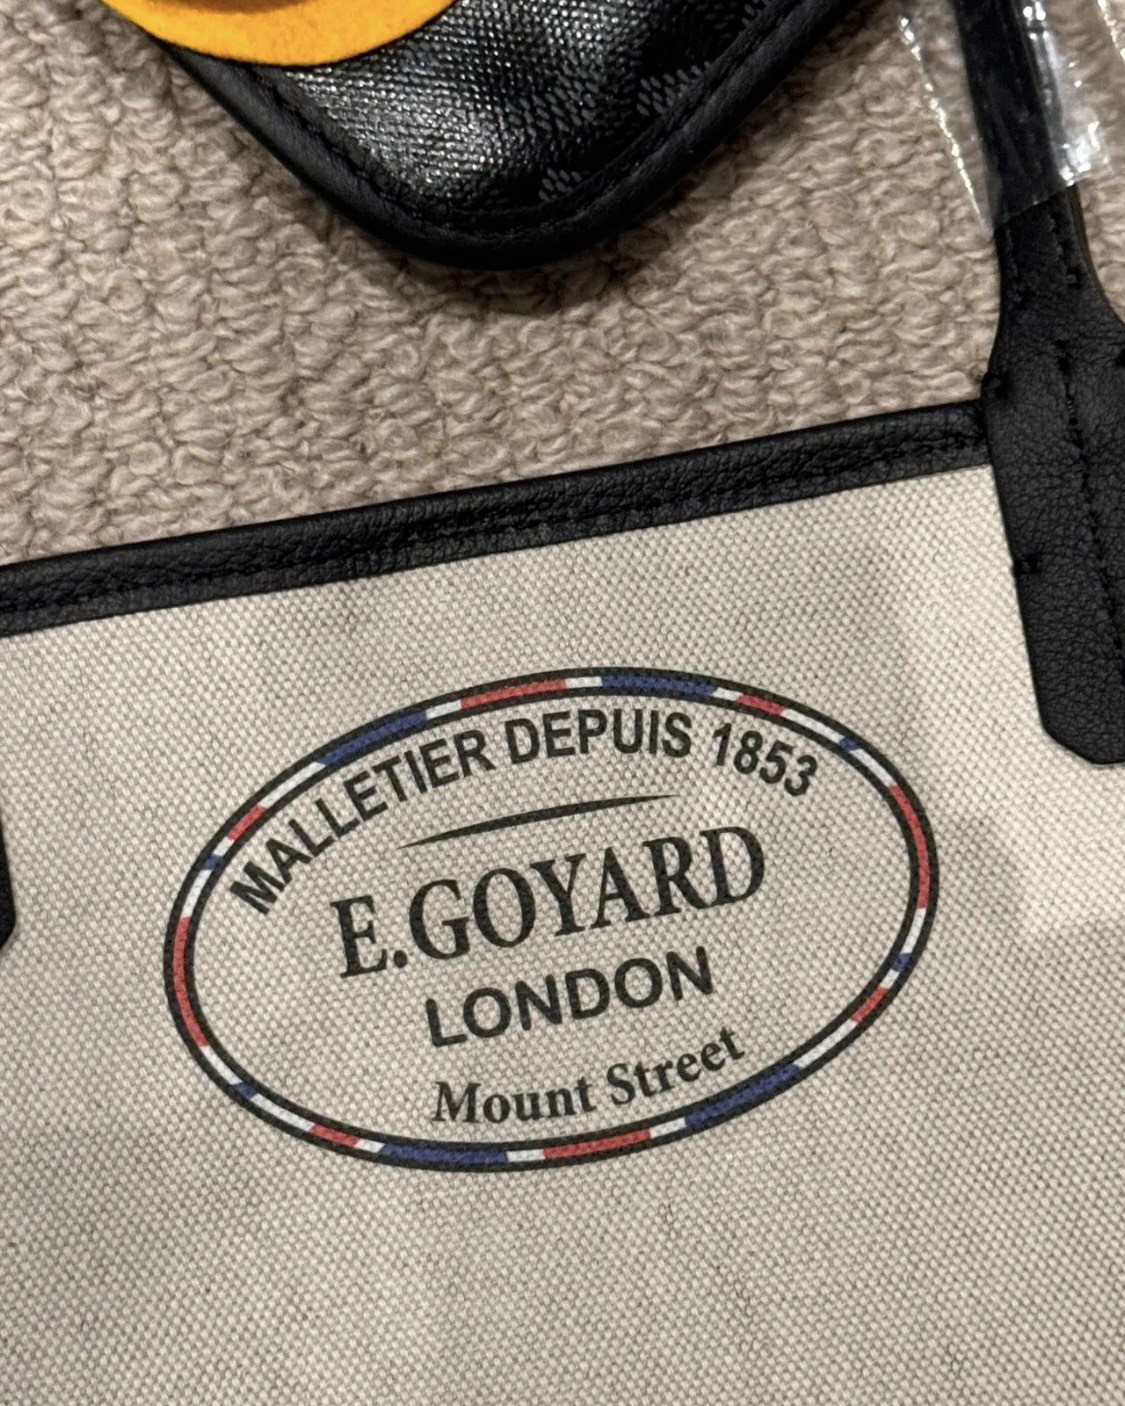 MALLETIER DEPUIS 1853
E.GOYARD
LONDON
Mount Street